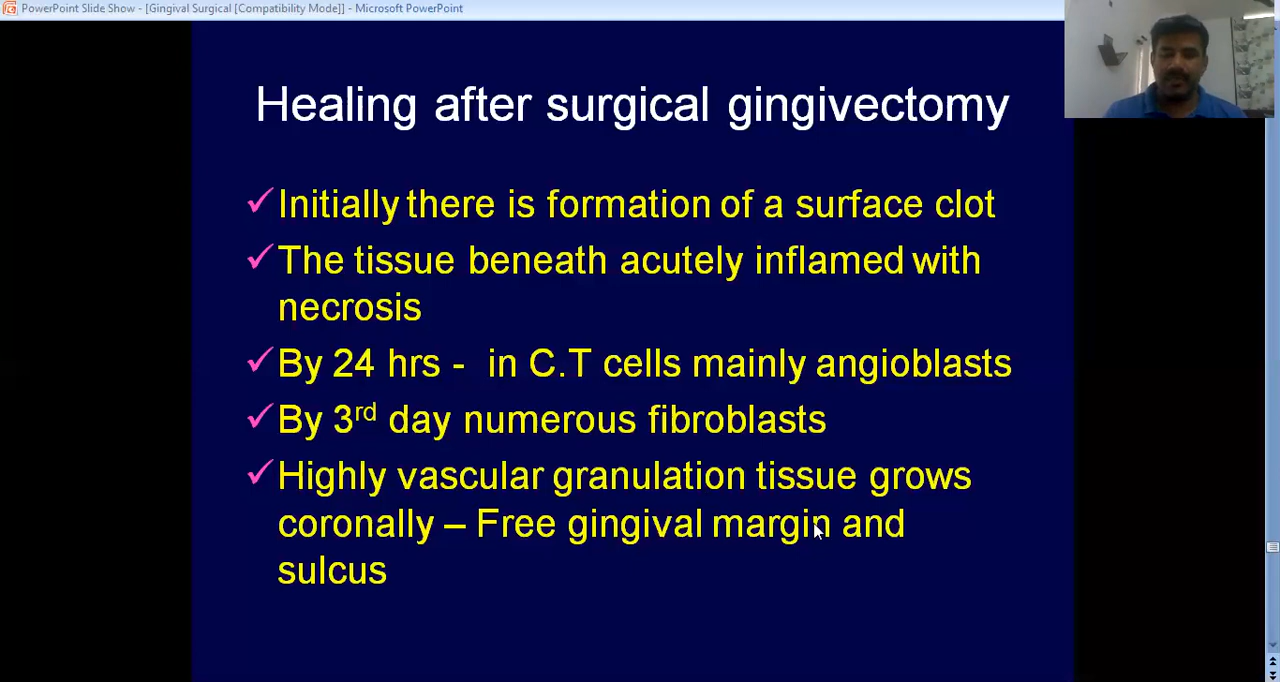 PowerPoint Slide Show - [Gingival Surgical [Compatibility Mode]] - Microsoft PowerPoint
Healing after surgical gingivectomy
Initially there is formation of a surface clot
The tissue beneath acutely inflamed with
necrosis
By 24 hrs - in C.T cells mainly angioblasts
By 3rd day numerous fibroblasts
Highly vascular granulation tissue grows
coronally – Free gingival margin and
sulcus